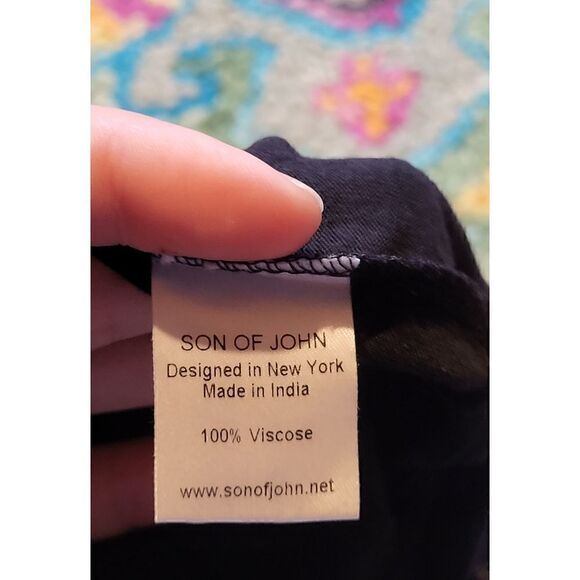 SON OF JOHN
Designed in New York
Made in India
100% Viscose
www.sonofjohn.net